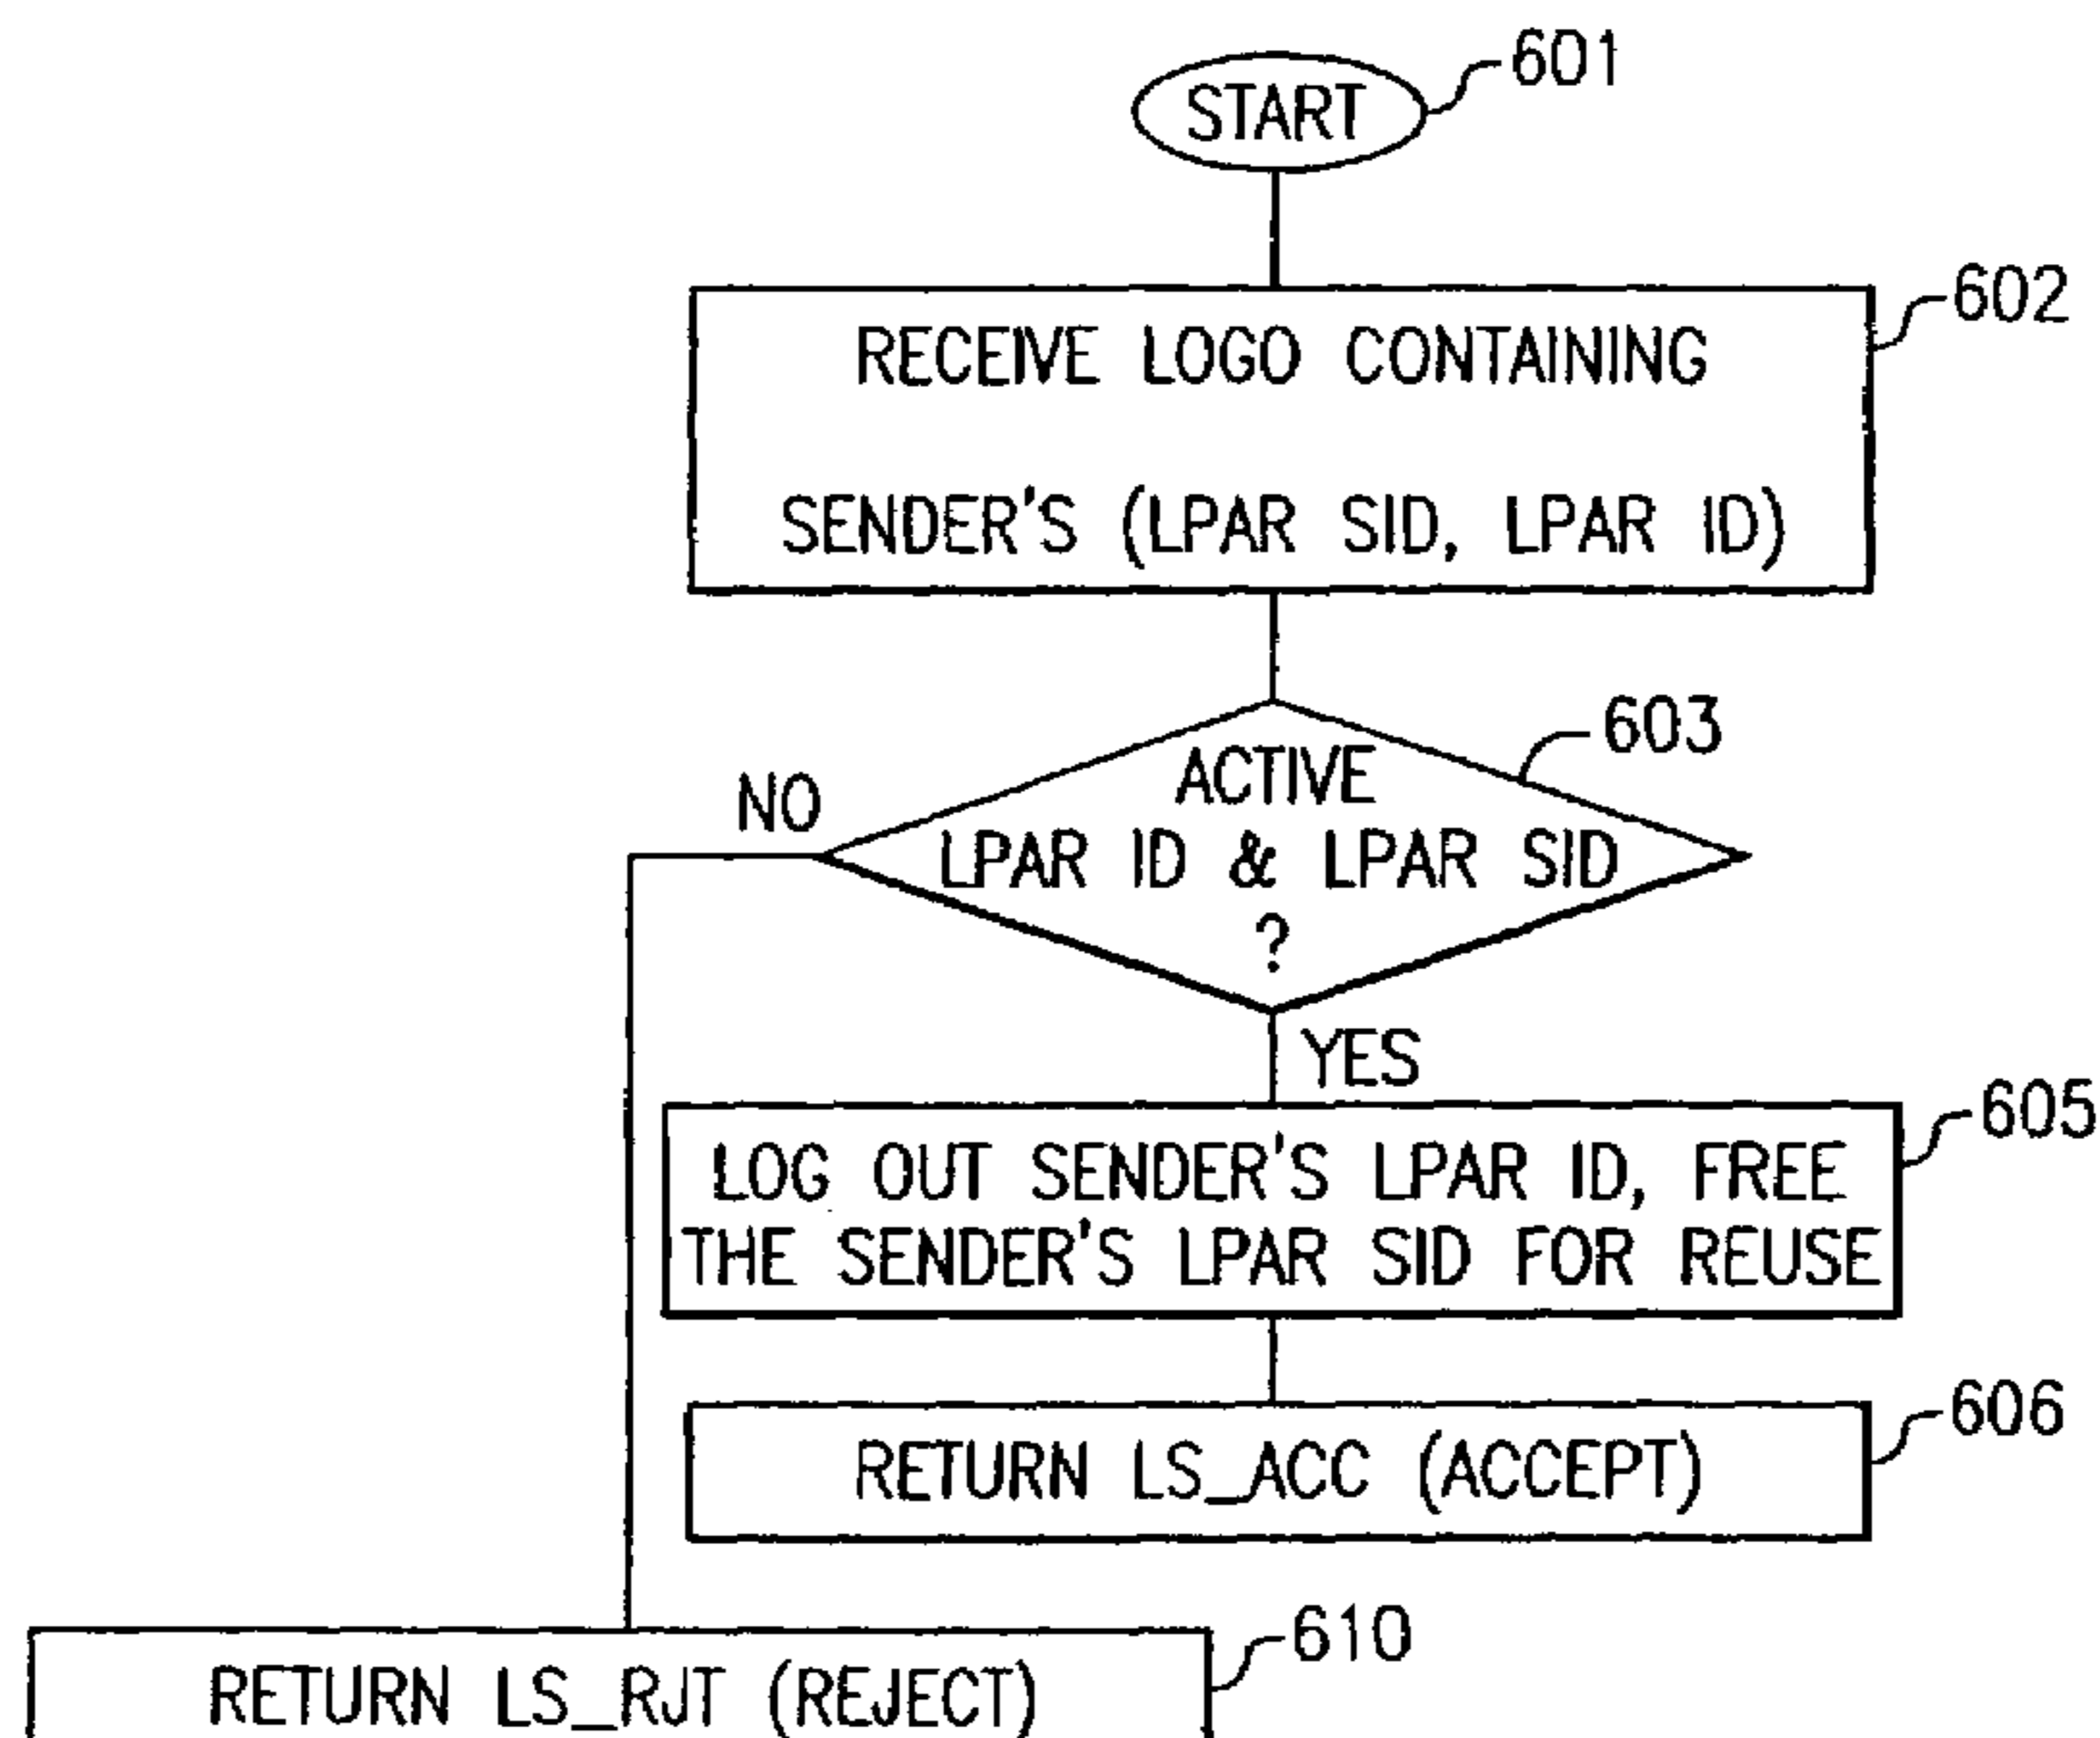 START
601
RECEIVE LOGO CONTAINING
SENDER'S (LPAR SID, LPAR ID)
602
ACTIVE
LPAR ID & LPAR SID
?
603
NO
YES
LOG OUT SENDER'S LPAR ID, FREE
THE SENDER'S LPAR SID FOR REUSE
605
RETURN LS_ACC (ACCEPT)
606
RETURN LS_RJT (REJECT)
610